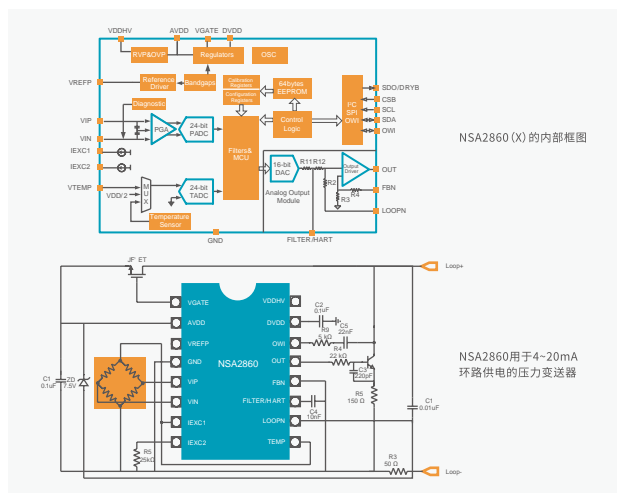 VDDHV AVDD VGATE DVDD
RVP&OVP Regulators OSC
VREFP Reference Driver Bandgaps
Calibration Registers
Configuration Registers
64bytes EEPROM
SDO/DRYB
CSB
SCL
SDA
OWI
I²C
SPI
OWI
Diagnostic
VIP
VIN
PGA
24-bit
PADC
Control
Logic
Filters&
MCU
IEXC1
IEXC2
VTEMP
VDD/2
M
U
X
24-bit
TADC
Temperature
Sensor
16-bit
DAC
R11 R12
R2
R3
R4
Output
Driver
Analog Output
Module
OUT
FBN
LOOPN
GND
FILTER/HART
NSA2860(X)的内部框图
JF' ET
Loop+
VGATE
AVDD
VREFP
GND
VIP
VIN
IEXC1
IEXC2
NSA2860
VDDHV
DVDD
OWI
OUT
FBN
FILTER/HART
LOOPN
TEMP
C1
0.1uF
ZD
7.5V
R5
25kΩ
C2
0.1uF
R9
5 kΩ
C5
22nF
R4
22 kΩ
C3
220pF
R5
150 Ω
C4
10nF
C1
0.01uF
R3
50 Ω
Loop-
NSA2860用于4~20mA
环路供电的压力变送器